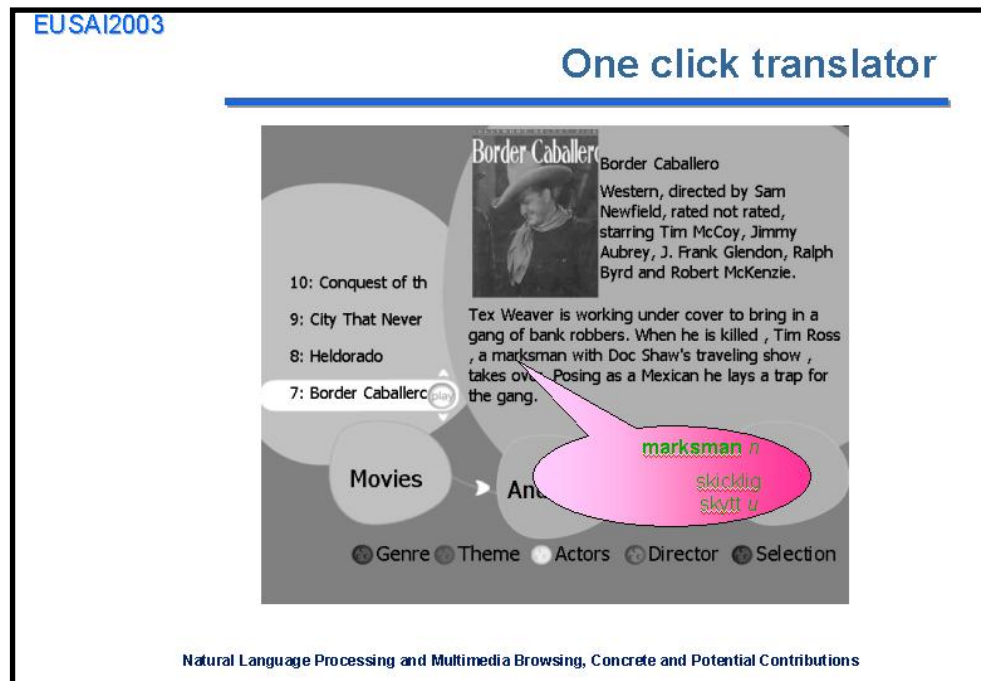 EUSAI2003
One click translator
Border Caballero
Border Caballero
Western, directed by Sam
Newfield, rated not rated,
starring Tim McCoy, Jimmy
Aubrey, J. Frank Glendon, Ralph
Byrd and Robert McKenzie.
10: Conquest of th
9: City That Never
8: Heldorado
7: Border Caballero
play
Tex Weaver is working under cover to bring in a
gang of bank robbers. When he is killed , Tim Ross
, a marksman with Doc Shaw's traveling show ,
takes over. Posing as a Mexican he lays a trap for
the gang.
marksman n
skicklig
skytt u
Movies
Genre Theme Actors Director Selection
Natural Language Processing and Multimedia Browsing, Concrete and Potential Contributions